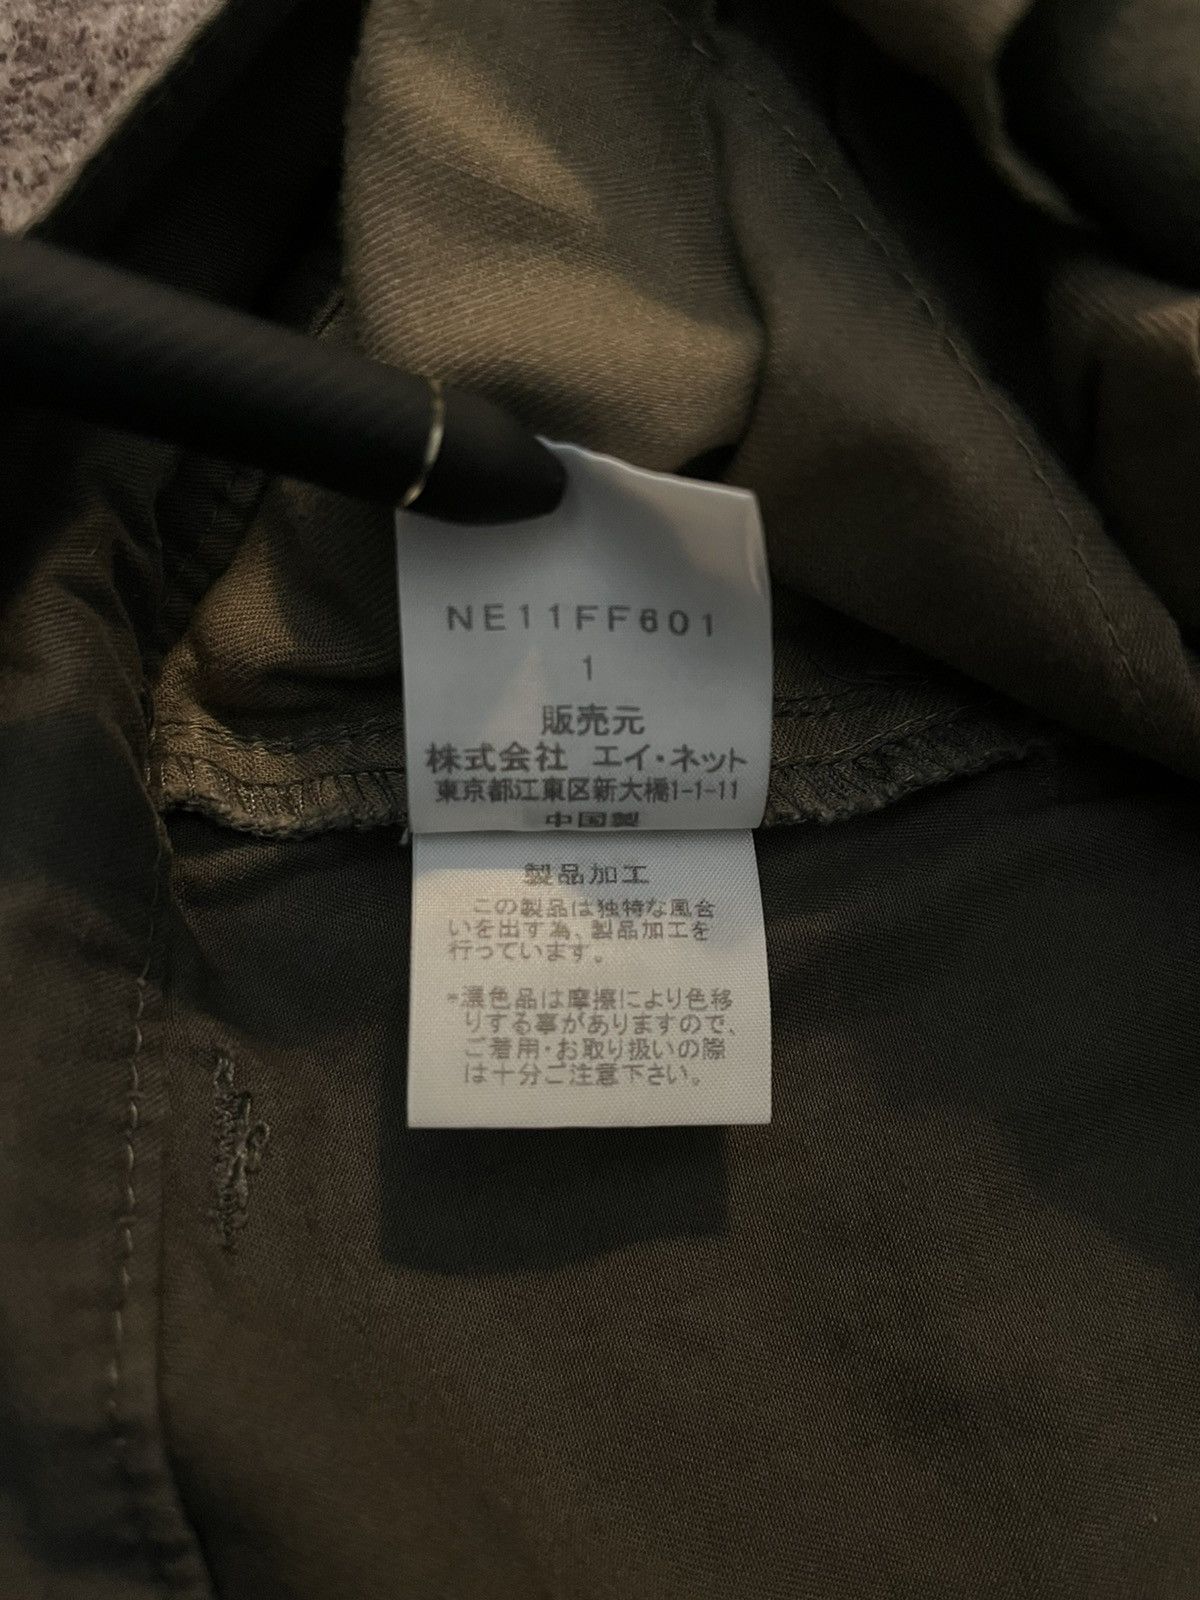 NE11FF601
1
販売元
株式会社 エイ・ネット
東京都江東区新大橋1-1-11
中国製
製品加工
この製品は独特な風合
いを出す為、製品加工を
行っています。
*濃色品は摩擦により色移
りする事がありますので、
ご着用・お取り扱いの際
は十分ご注意下さい。